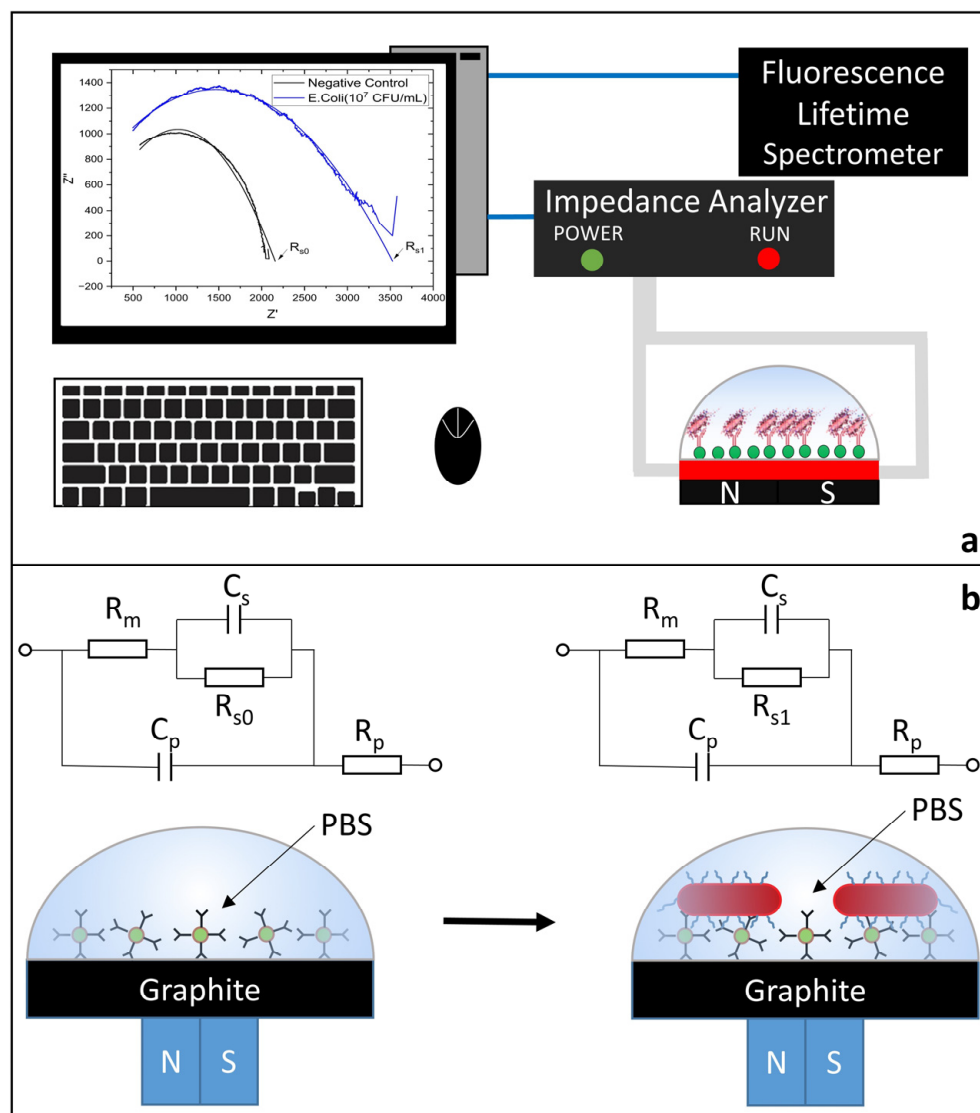 1400
1200
1000
800
600
400
200
0
−200
Z"
Negative Control
E.Coli(10⁷ CFU/mL)
Rs0
Rs1
500 1000 1500 2000 2500 3000 3500 4000
Z'
Fluorescence
Lifetime
Spectrometer
Impedance Analyzer
POWER RUN
N S
a
b
Rm
Cs
Rs0
Cp
Rp
Rm
Cs
Rs1
Cp
Rp
PBS
Graphite
N S
PBS
Graphite
N S